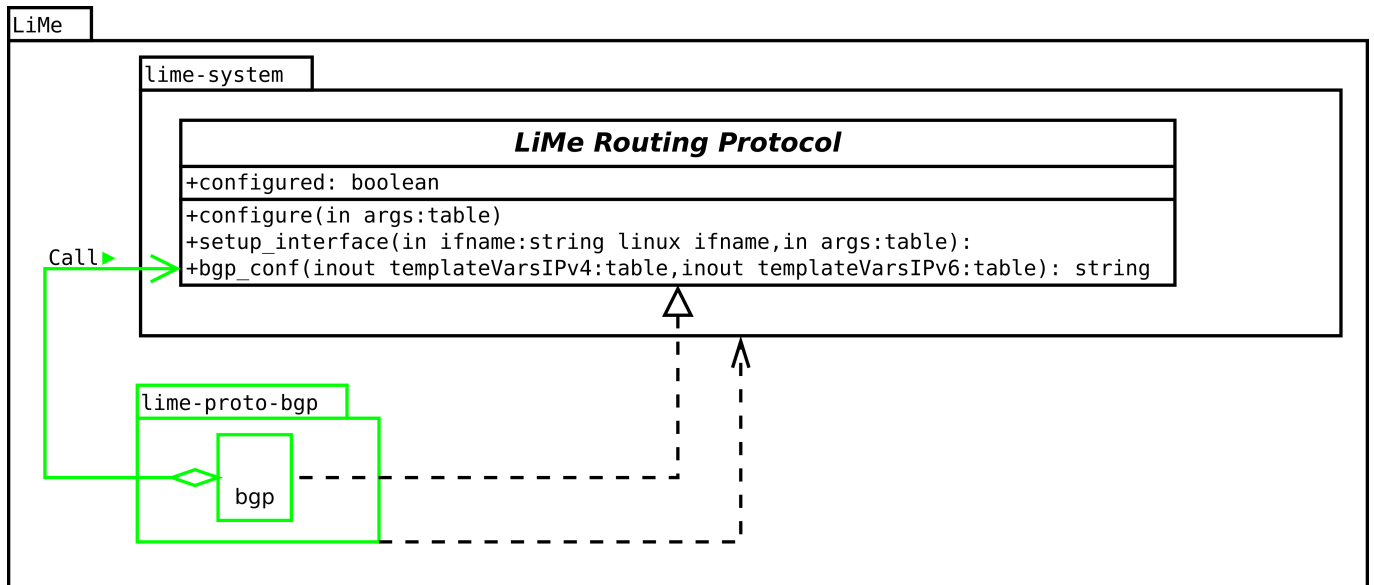 LiMe
lime-system
LiMe Routing Protocol
+configured: boolean
+configure(in args:table)
+setup_interface(in ifname:string linux ifname,in args:table):
+bgp_conf(inout templateVarsIPv4:table,inout templateVarsIPv6:table): string
Call
lime-proto-bgp
bgp